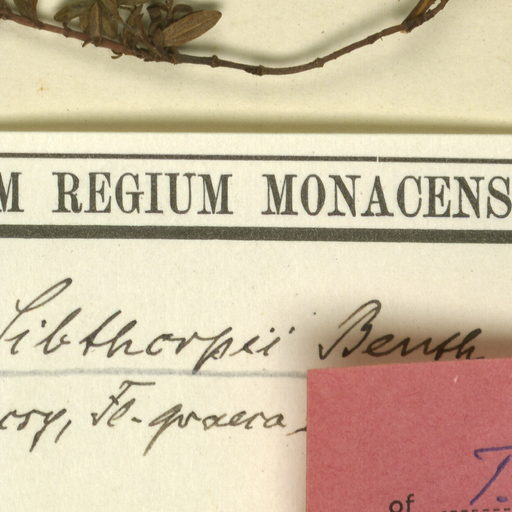 M REGIUM MONACENS
Sibthorpii Benth
Fl. graeca,
of T.